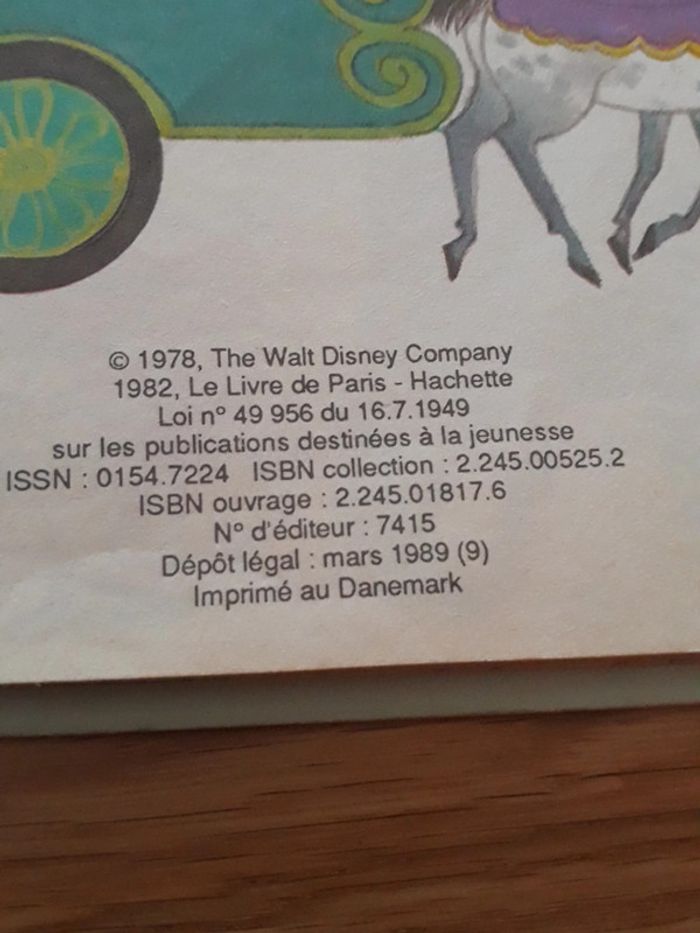 © 1978, The Walt Disney Company
1982, Le Livre de Paris - Hachette
Loi nº 49 956 du 16.7.1949
sur les publications destinées à la jeunesse
ISSN : 0154.7224 ISBN collection : 2.245.00525.2
ISBN ouvrage : 2.245.01817.6
Nº d'éditeur : 7415
Dépôt légal : mars 1989 (9)
Imprimé au Danemark